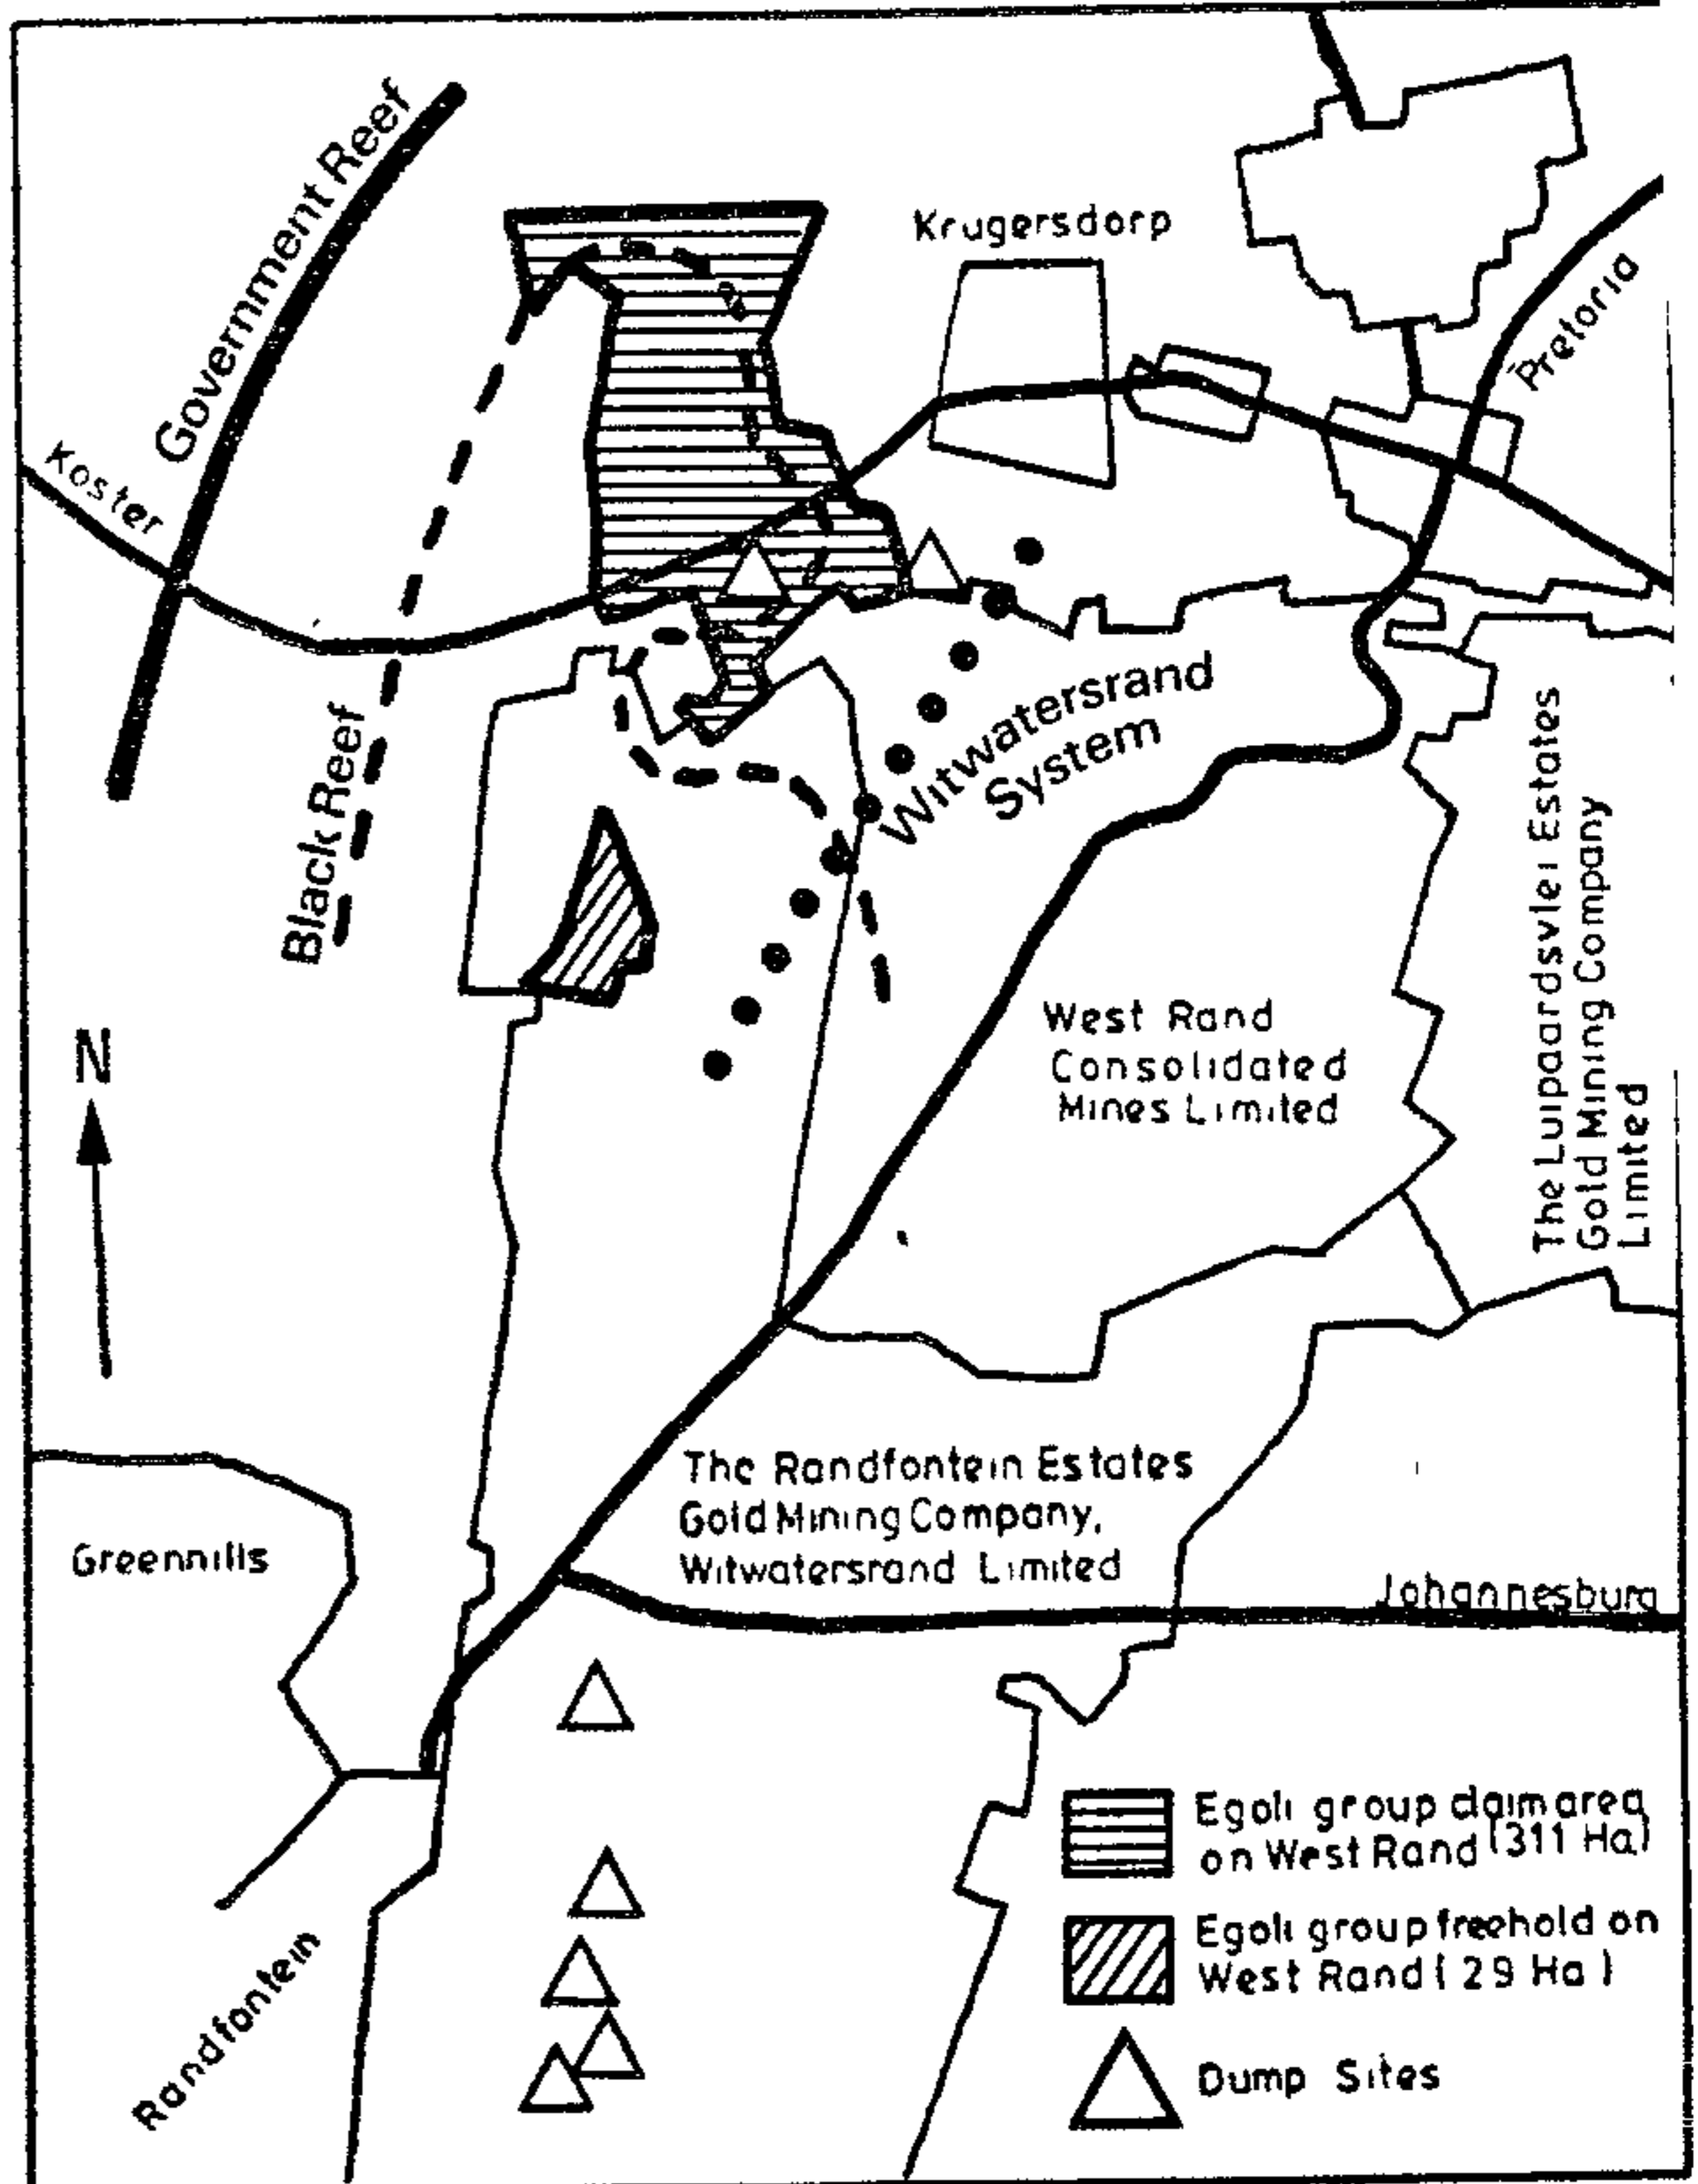 Government Reef
Krugersdorp
Pretoria
Koster
Witwatersrand
System
Black Reef
The Luipaardsvlei Estates
Gold Mining Company
Limited
N
West Rand
Consolidated
Mines Limited
The Randfontein Estates
Gold Mining Company,
Witwatersrand Limited
Greenhills
Johannesburg
Randfontein
Egoli group claim area
on West Rand (311 Ha)
Egoli group freehold on
West Rand (29 Ha)
Dump Sites